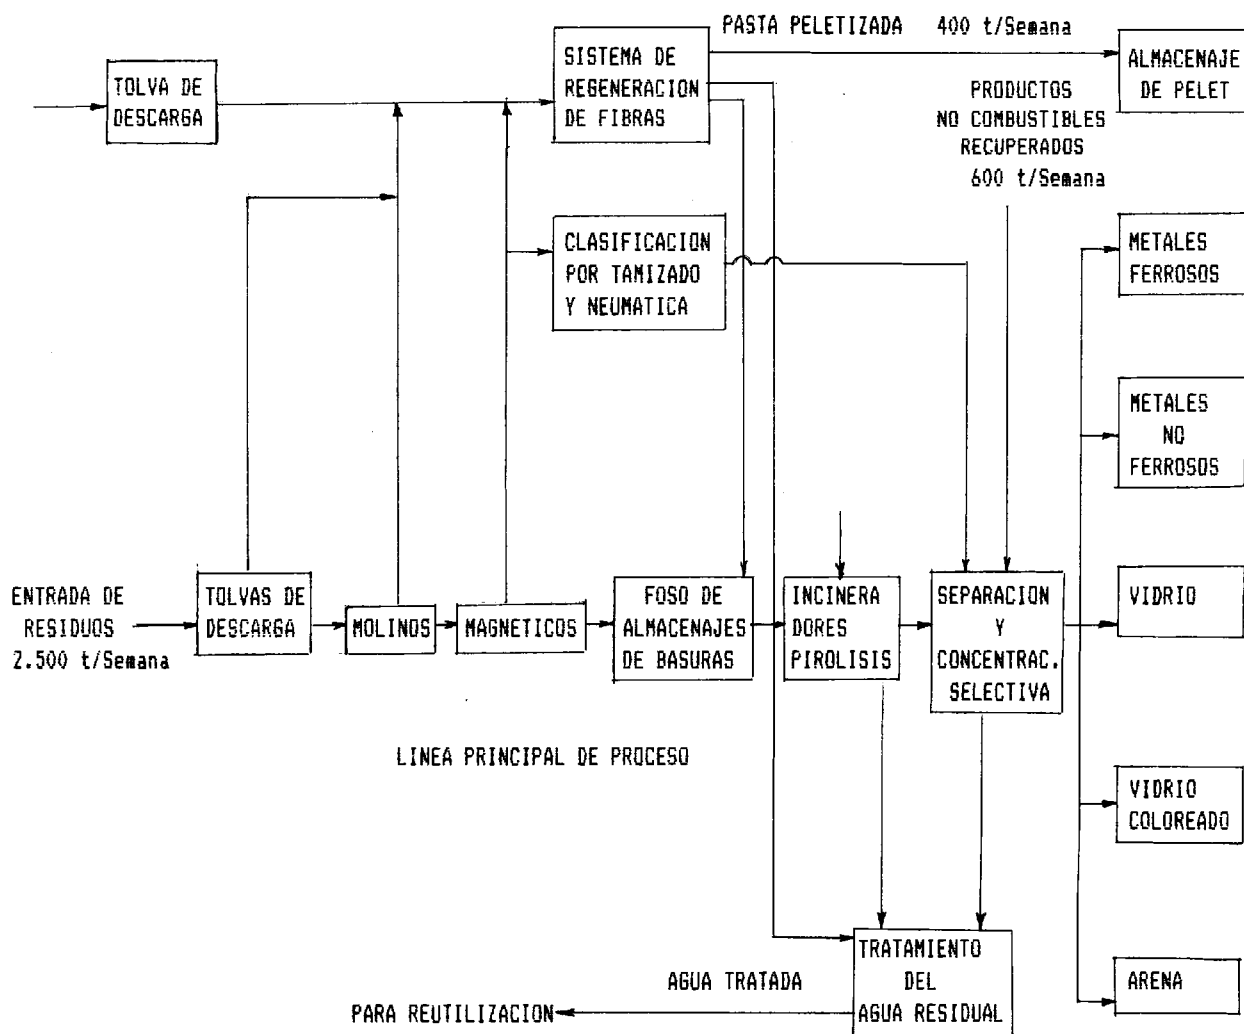 PASTA PELETIZADA 400 t/Semana
TOLVA DE
DESCARGA
SISTEMA DE
REGENERACION
DE FIBRAS
ALMACENAJE
DE PELET
PRODUCTOS
NO COMBUSTIBLES
RECUPERADOS
600 t/Semana
CLASIFICACION
POR TAMIZADO
Y NEUMATICA
METALES
FERROSOS
METALES
NO
FERROSOS
ENTRADA DE
RESIDUOS
2.500 t/Semana
TOLVAS DE
DESCARGA
MOLINOS
MAGNETICOS
FOSO DE
ALMACENAJES
DE BASURAS
INCINERA
DORES
PIROLISIS
SEPARACION
Y
CONCENTRAC.
SELECTIVA
VIDRIO
LINEA PRINCIPAL DE PROCESO
VIDRIO
COLOREADO
TRATAMIENTO
DEL
AGUA RESIDUAL
ARENA
AGUA TRATADA
PARA REUTILIZACION